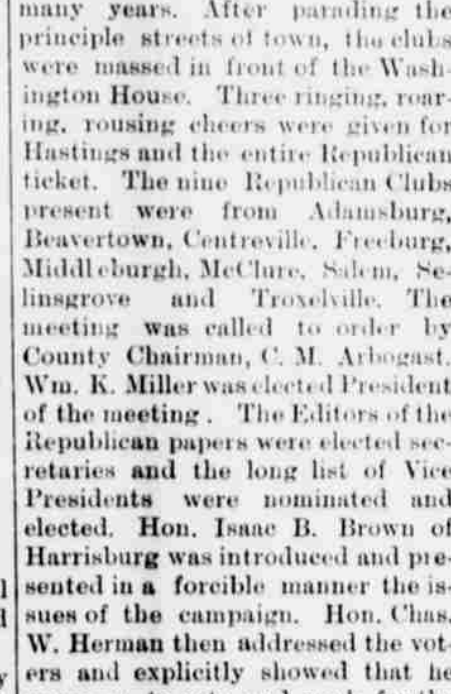 many years. After parading the
principle streets of town, the clubs
were massed in front of the Wash-
ington House. Three ringing, roar-
ing, rousing cheers were given for
Hastings and the entire Republican
ticket. The nine Republican Clubs
present were from Adamsburg,
Beavertown, Centreville, Freeburg,
Middleburgh, McClure, Salem, Se-
linsgrove and Troxelville. The
meeting was called to order by
County Chairman, C. M. Arbogast.
Wm. K. Miller was elected President
of the meeting. The Editors of the
Republican papers were elected sec-
retaries and the long list of Vice
Presidents were nominated and
elected. Hon. Isaac B. Brown of
Harrisburg was introduced and pre-
sented in a forcible manner the is-
sues of the campaign. Hon. Chas.
W. Herman then addressed the vot-
ers and explicitly showed that he